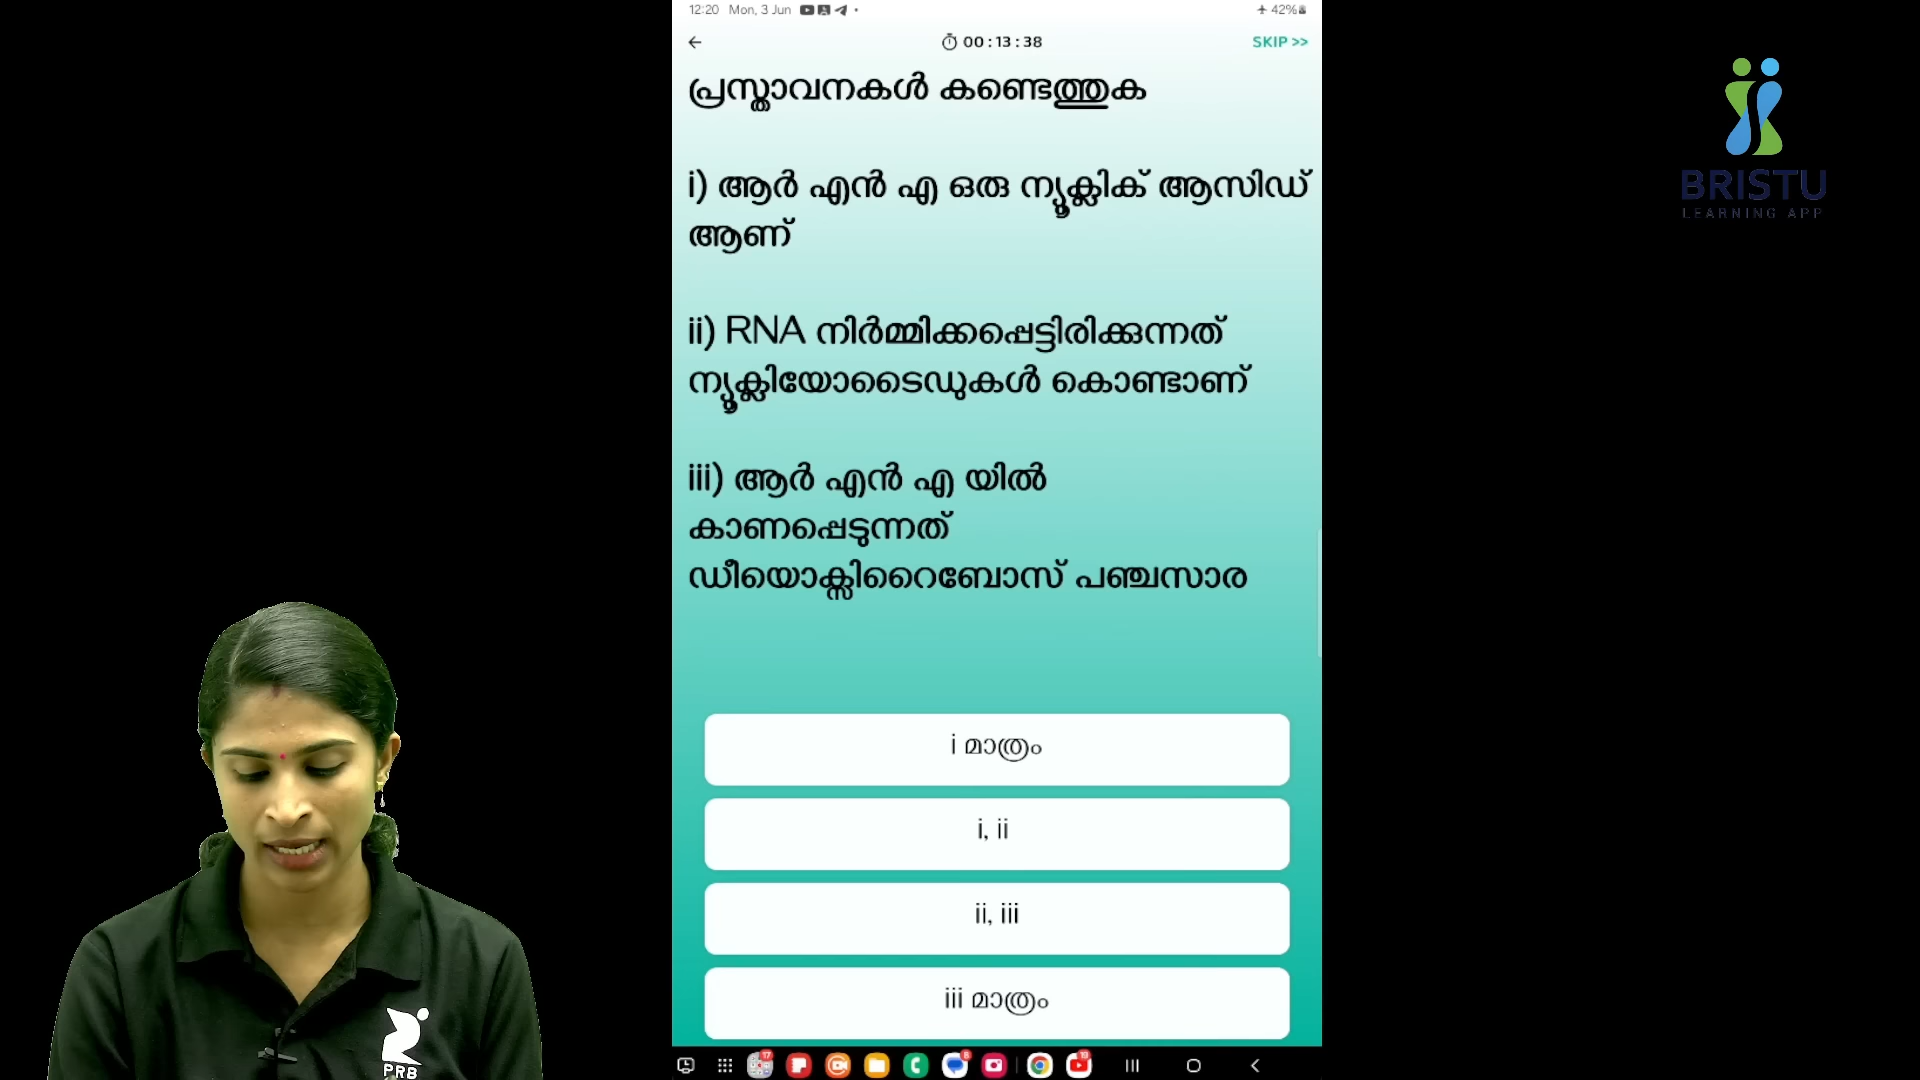 12:20 Mon, 3 Jun
42%
00 : 13 : 38
SKIP >>
പ്രസ്താവനകൾ കണ്ടെത്തുക
i) ആർ എൻ എ ഒരു ന്യൂക്ലിക് ആസിഡ്
ആണ്
ii) RNA നിർമ്മിക്കപ്പെട്ടിരിക്കുന്നത്
ന്യൂക്ലിയോടൈഡുകൾ കൊണ്ടാണ്
iii) ആർ എൻ എ യിൽ
കാണപ്പെടുന്നത്
ഡീയൊക്സിറൈബോസ് പഞ്ചസാര
i മാത്രം
i, ii
ii, iii
iii മാത്രം
BRISTU
LEARNING APP
PRB